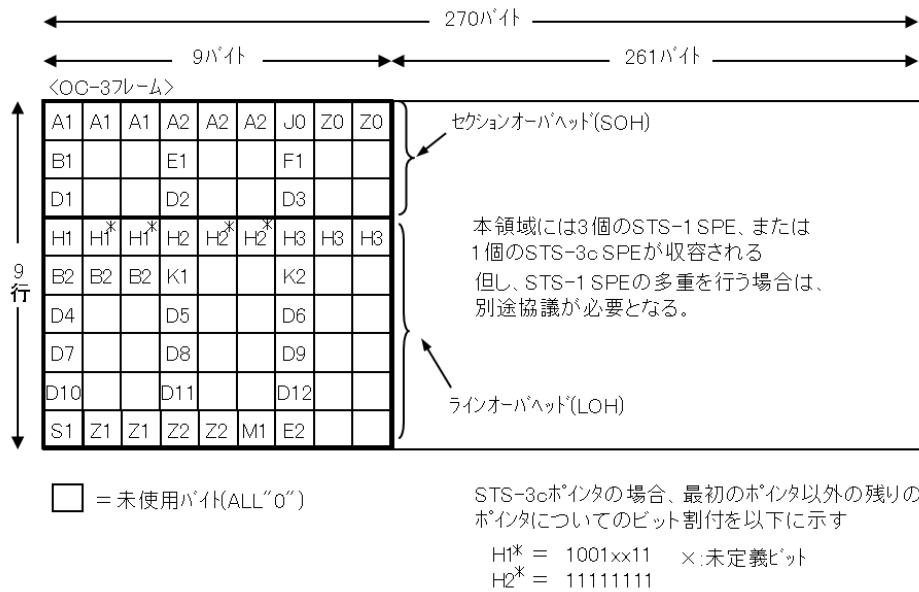 270バイト
9バイト 261バイト
<OC-3フレーム>
A1 A1 A1 A2 A2 A2 J0 Z0 Z0
セクションオーバヘッド(SOH)
B1 E1 F1
D1 D2 D3
H1 H1* H1* H2 H2* H2* H3 H3 H3
本領域には3個のSTS-1 SPE、または
1個のSTS-3c SPEが収容される
但し、STS-1 SPEの多重を行う場合は、
別途協議が必要となる。
9
行
B2 B2 B2 K1 K2
D4 D5 D6
D7 D8 D9
D10 D11 D12
ラインオーバヘッド(LOH)
S1 Z1 Z1 Z2 Z2 M1 E2
=未使用バイト(ALL"0")
STS-3cポインタの場合、最初のポインタ以外の残りの
ポインタについてのビット割付を以下に示す
H1* = 1001xx11 ×:未定義ビット
H2* = 11111111